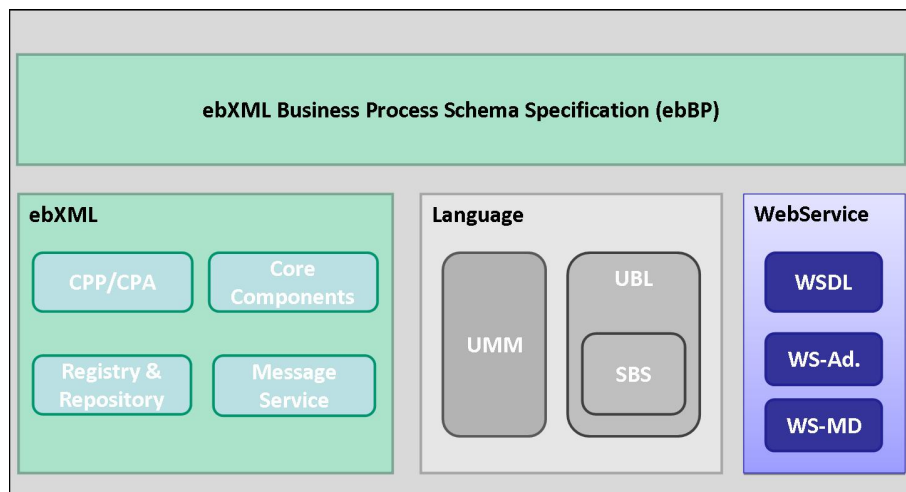 ebXML Business Process Schema Specification (ebBP)
ebXML
CPP/CPA
Core
Components
Registry &
Repository
Message
Service
Language
UMM
UBL
SBS
WebService
WSDL
WS-Ad.
WS-MD